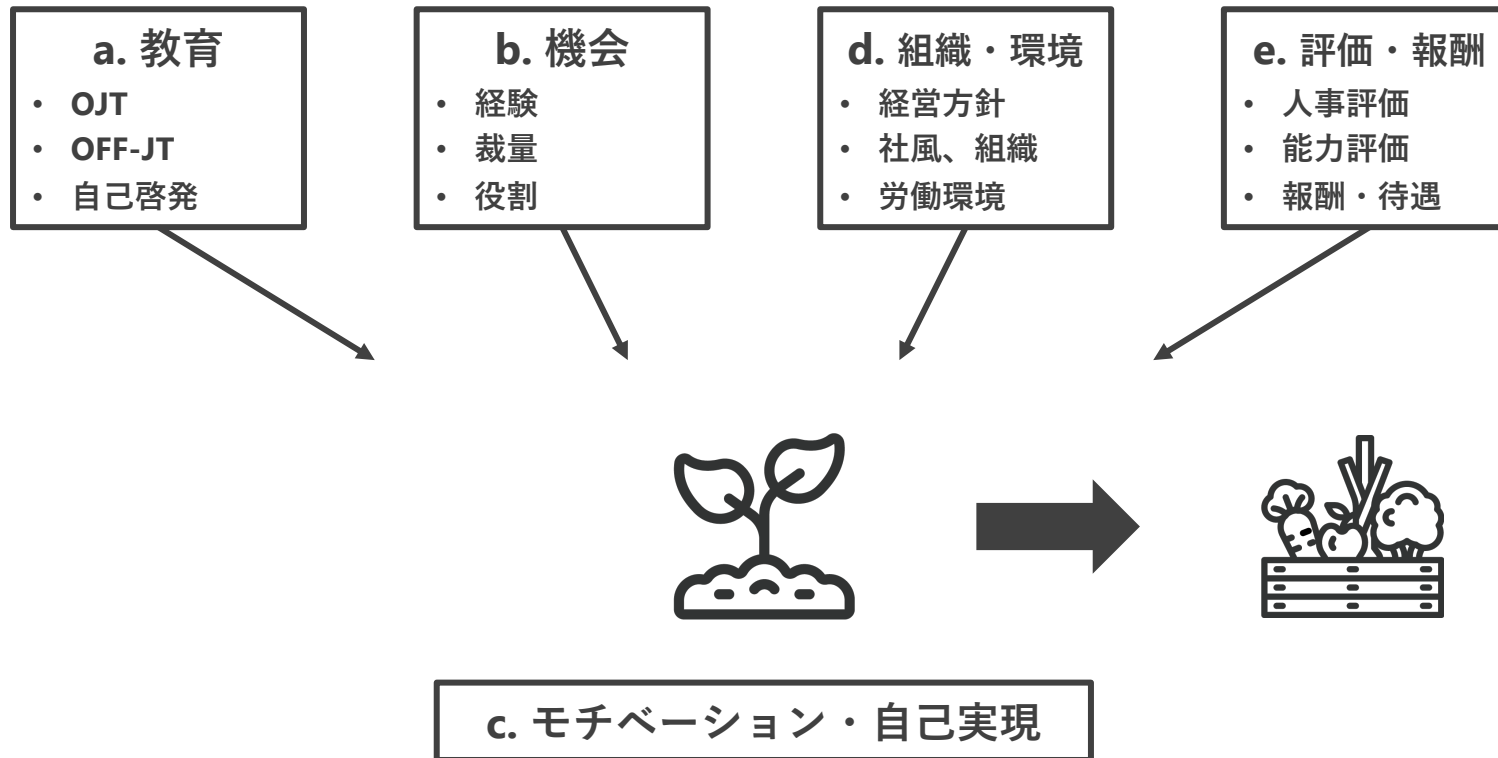 a. 教育
• OJT
• OFF-JT
• 自己啓発
b. 機会
• 経験
• 裁量
• 役割
d. 組織・環境
• 経営方針
• 社風、組織
• 労働環境
e. 評価・報酬
• 人事評価
• 能力評価
• 報酬・待遇
c. モチベーション・自己実現